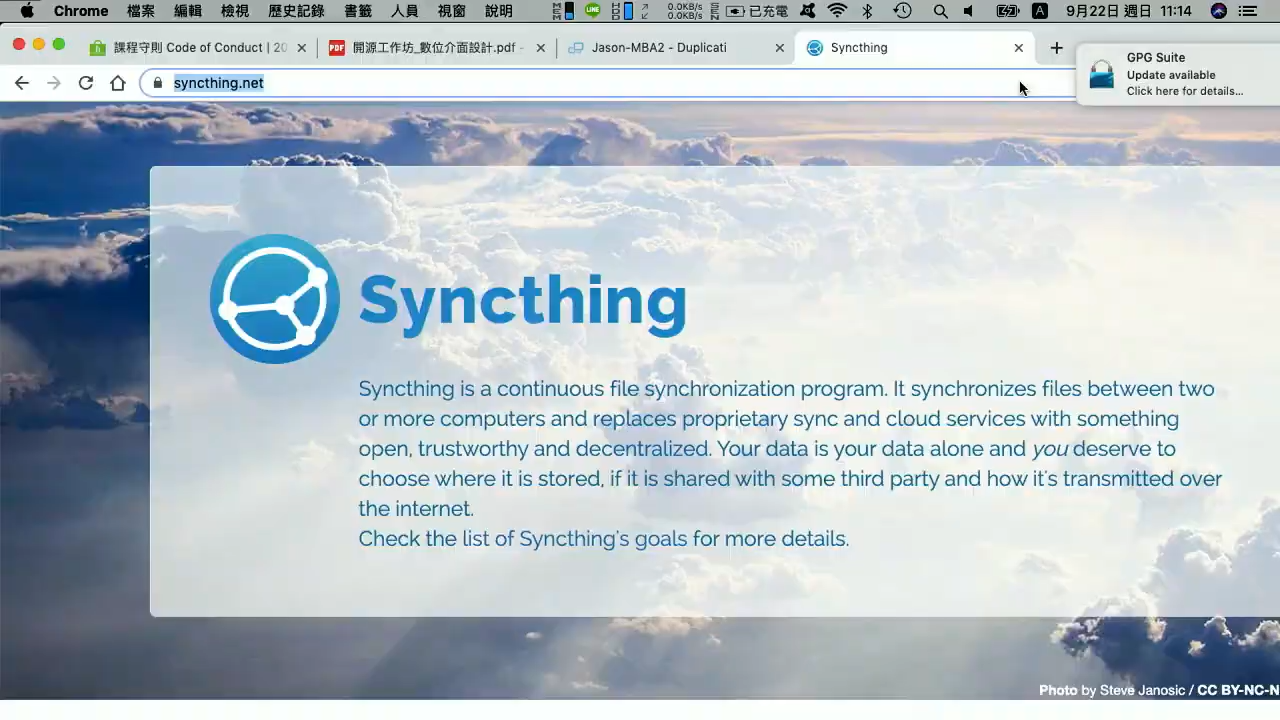 Chrome 檔案 編輯 檢視 歷史記錄 書籤 人員 視窗 說明 LINE 0.0KB/s 0.0KB/s 已充電 A 9月22日 週日 11:14
課程守則 Code of Conduct | 20 PDF 開源工作坊_數位介面設計.pdf - Jason-MBA2 - Duplicati Syncthing
syncthing.net
GPG Suite
Update available
Click here for details...
Syncthing
Syncthing is a continuous file synchronization program. It synchronizes files between two
or more computers and replaces proprietary sync and cloud services with something
open, trustworthy and decentralized. Your data is your data alone and you deserve to
choose where it is stored, if it is shared with some third party and how it's transmitted over
the internet.
Check the list of Syncthing's goals for more details.
Photo by Steve Janosic / CC BY-NC-N